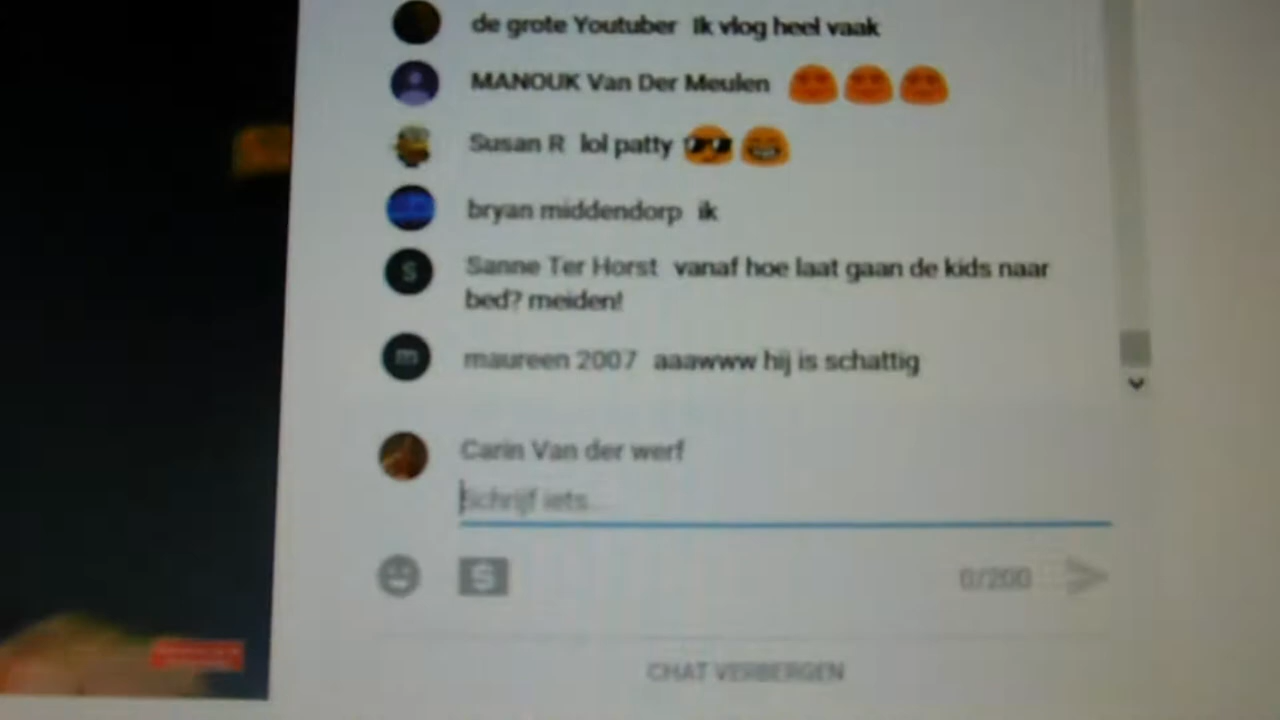 de grote Youtuber Ik vlog heel vaak
MANOUK Van Der Meulen
Susan R lol patty
bryan middendorp ik
S
Sanne Ter Horst vanaf hoe laat gaan de kids naar
bed? meiden!
m
maureen 2007 aaawww hij is schattig
Carin Van der werf
Schrijf iets...
S
0/200
CHAT VERBERGEN